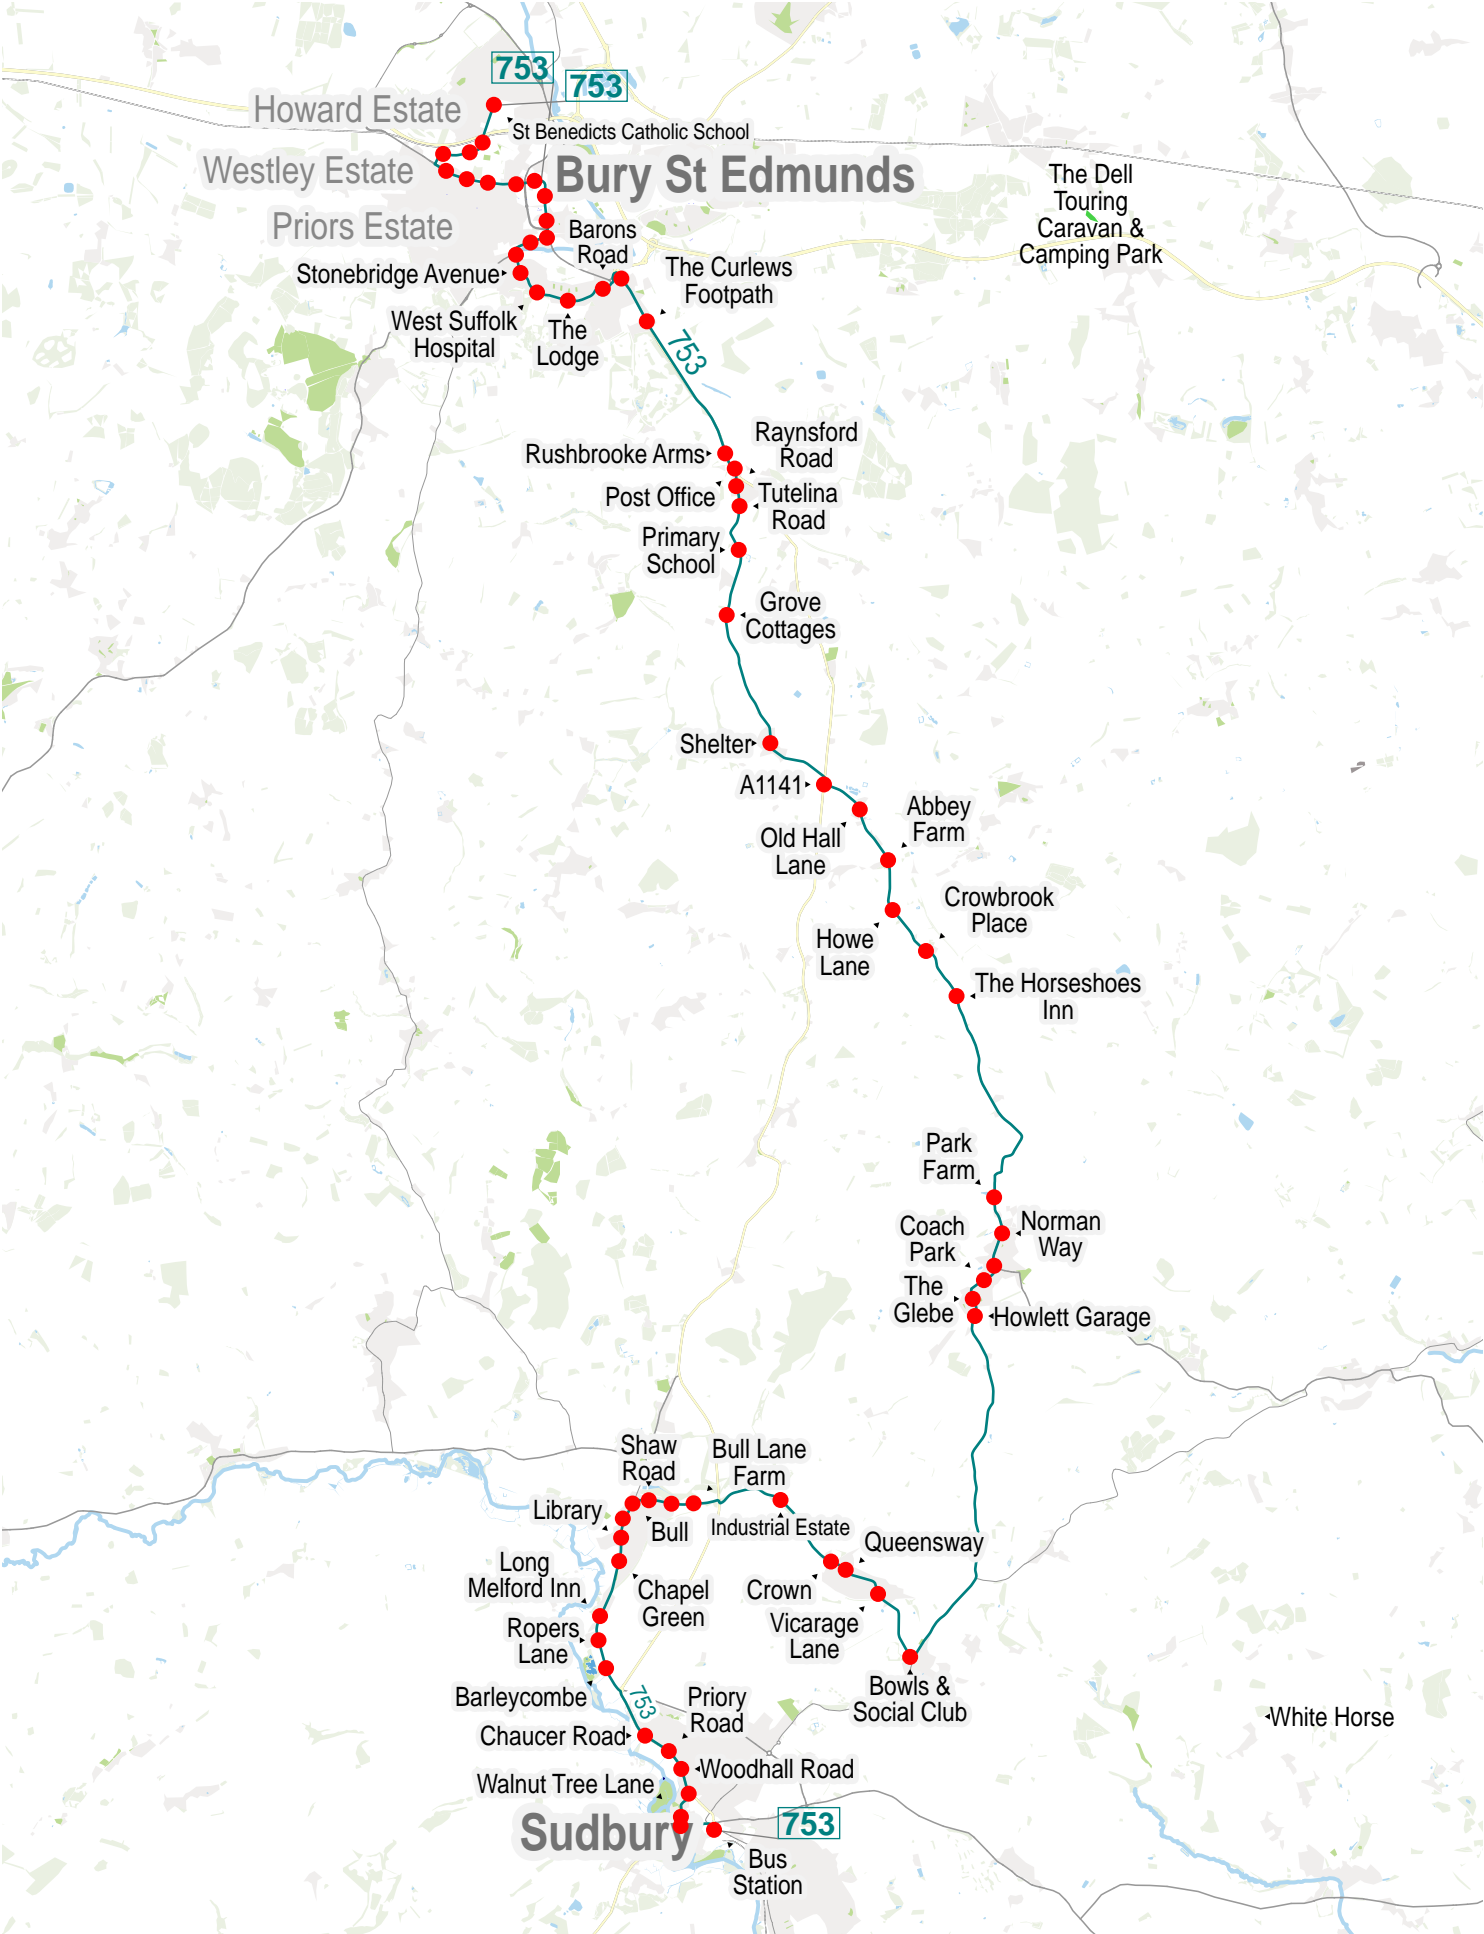 753
753
Howard Estate
St Benedicts Catholic School
Westley Estate
Bury St Edmunds
The Dell
Touring
Caravan &
Camping Park
Priors Estate
Barons
Road
Stonebridge Avenue
The Curlews
Footpath
West Suffolk
Hospital
The
Lodge
753
Raynsford
Road
Rushbrooke Arms
Post Office
Tutelina
Road
Primary
School
Grove
Cottages
Shelter
A1141
Old Hall
Lane
Abbey
Farm
Crowbrook
Place
Howe
Lane
The Horseshoes
Inn
Park
Farm
Coach
Park
Norman
Way
The
Glebe
Howlett Garage
Shaw
Road
Bull Lane
Farm
Library
Bull
Industrial Estate
Queensway
Long
Melford Inn
Chapel
Green
Crown
Vicarage
Lane
Ropers
Lane
Barleycombe
753
Priory
Road
Bowls &
Social Club
White Horse
Chaucer Road
Woodhall Road
Walnut Tree Lane
Sudbury
753
Bus
Station